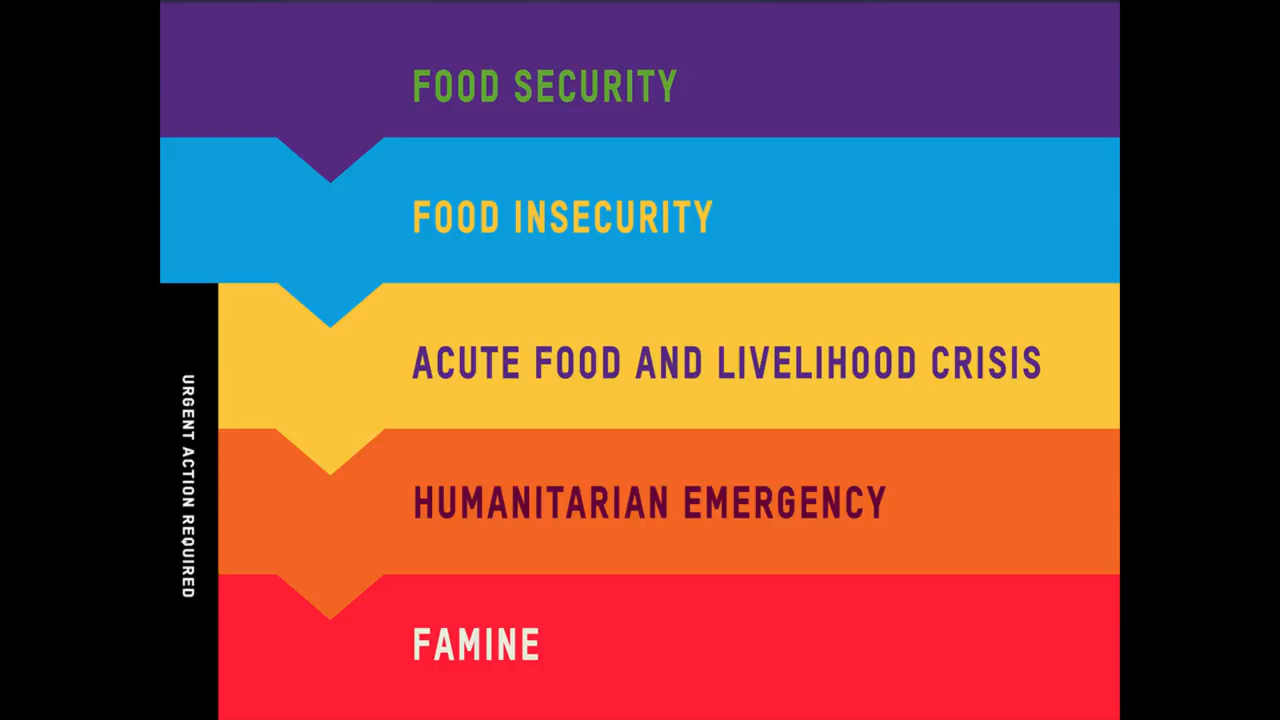 FOOD SECURITY
FOOD INSECURITY
ACUTE FOOD AND LIVELIHOOD CRISIS
URGENT ACTION REQUIRED
HUMANITARIAN EMERGENCY
FAMINE